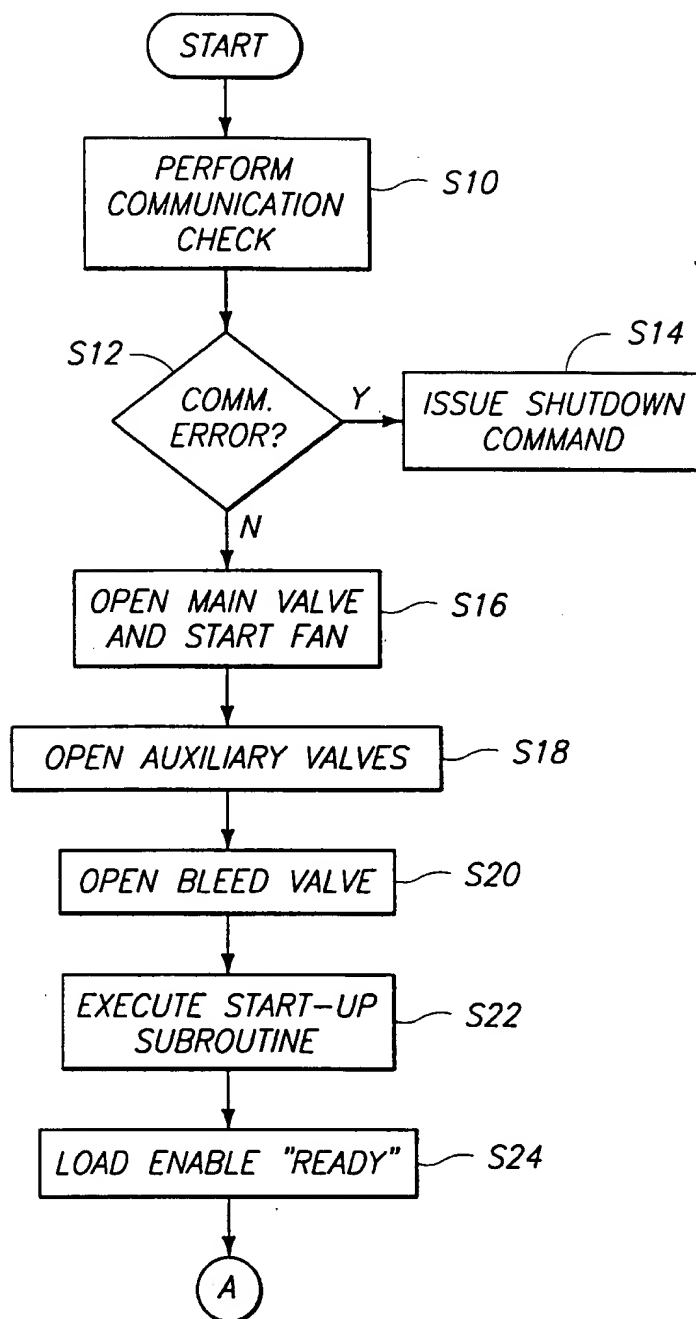 START
PERFORM
COMMUNICATION
CHECK
S10
S12
COMM.
ERROR?
Y
S14
ISSUE SHUTDOWN
COMMAND
N
OPEN MAIN VALVE
AND START FAN
S16
OPEN AUXILIARY VALVES
S18
OPEN BLEED VALVE
S20
EXECUTE START-UP
SUBROUTINE
S22
LOAD ENABLE "READY"
S24
A